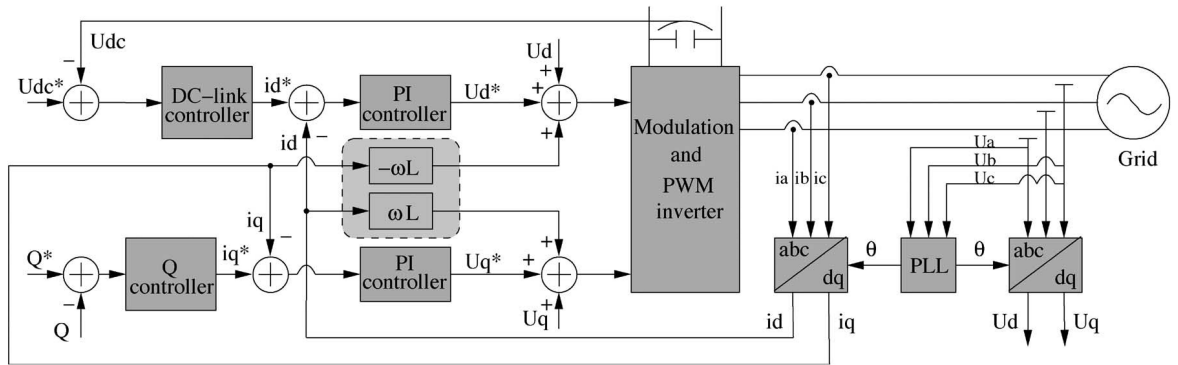 Udc
−
Ud
+
Udc*
DC−link
controller
id*
PI
controller
Ud*
+
−
id
+
−ωL
ωL
iq
−
Q*
Q
controller
iq*
PI
controller
Uq*
+
+
−
Q
+
Uq
Modulation
and
PWM
inverter
Grid
Ua
Ub
Uc
ia ib ic
abc
dq
θ
PLL
θ
abc
dq
id
iq
Ud
Uq